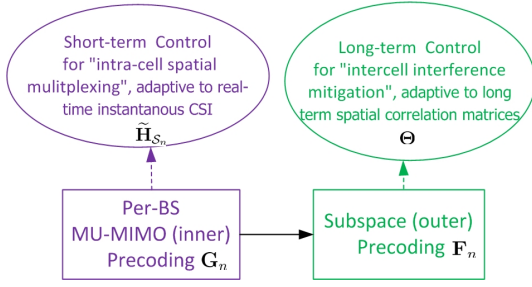 Short-term Control
for "intra-cell spatial
mulitplexing", adaptive to real-
time instantanous CSI
H̃_{𝒮_n}
Long-term Control
for "intercell interference
mitigation", adaptive to long
term spatial correlation matrices
Θ
Per-BS
MU-MIMO (inner)
Precoding G_n
Subspace (outer)
Precoding F_n